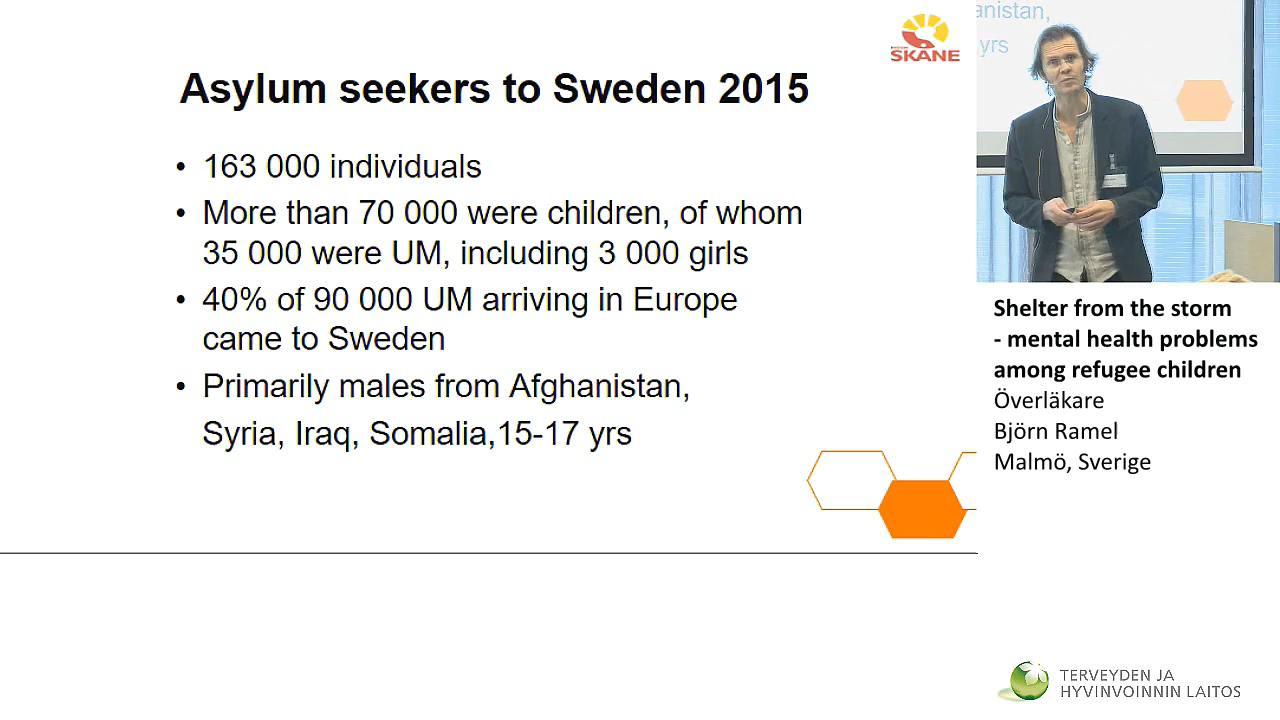 SKÅNE
Asylum seekers to Sweden 2015
• 163 000 individuals
• More than 70 000 were children, of whom
35 000 were UM, including 3 000 girls
• 40% of 90 000 UM arriving in Europe
came to Sweden
• Primarily males from Afghanistan,
Syria, Iraq, Somalia,15-17 yrs
anistan,
yrs
Shelter from the storm
- mental health problems
among refugee children
Överläkare
Björn Ramel
Malmö, Sverige
TERVEYDEN JA
HYVINVOINNIN LAITOS